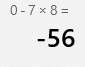 0 - 7 × 8 =
-56